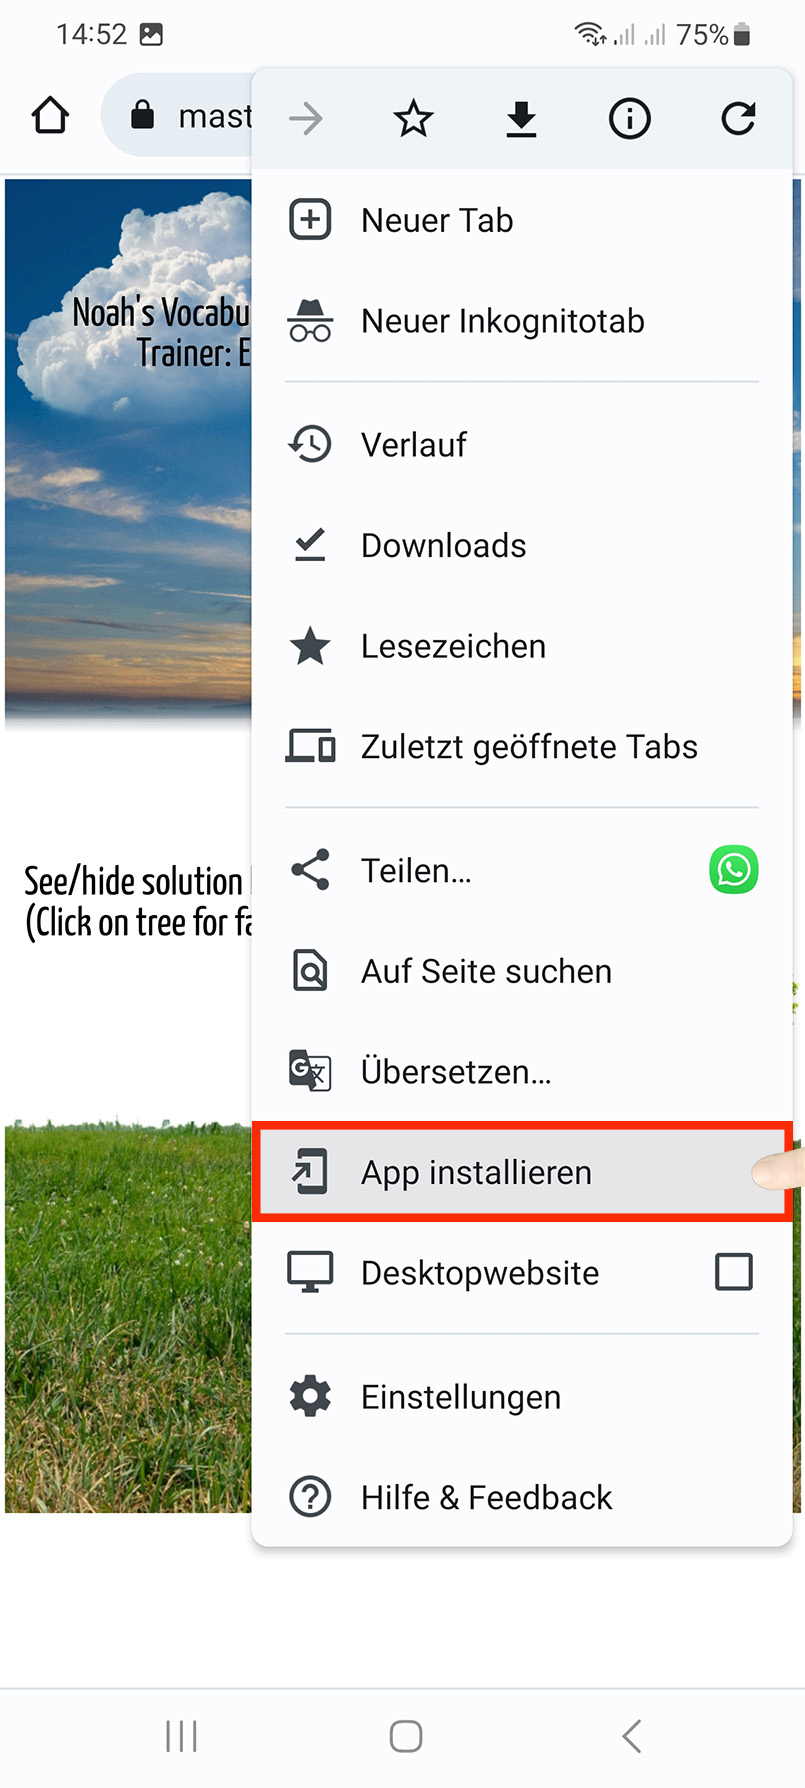 14:52
75%
mast
Neuer Tab
Neuer Inkognitotab
Noah's Vocabu
Trainer: E
Verlauf
Downloads
Lesezeichen
Zuletzt geöffnete Tabs
See/hide solution
(Click on tree for fa
Teilen...
Auf Seite suchen
Übersetzen...
App installieren
Desktopwebsite
Einstellungen
Hilfe & Feedback